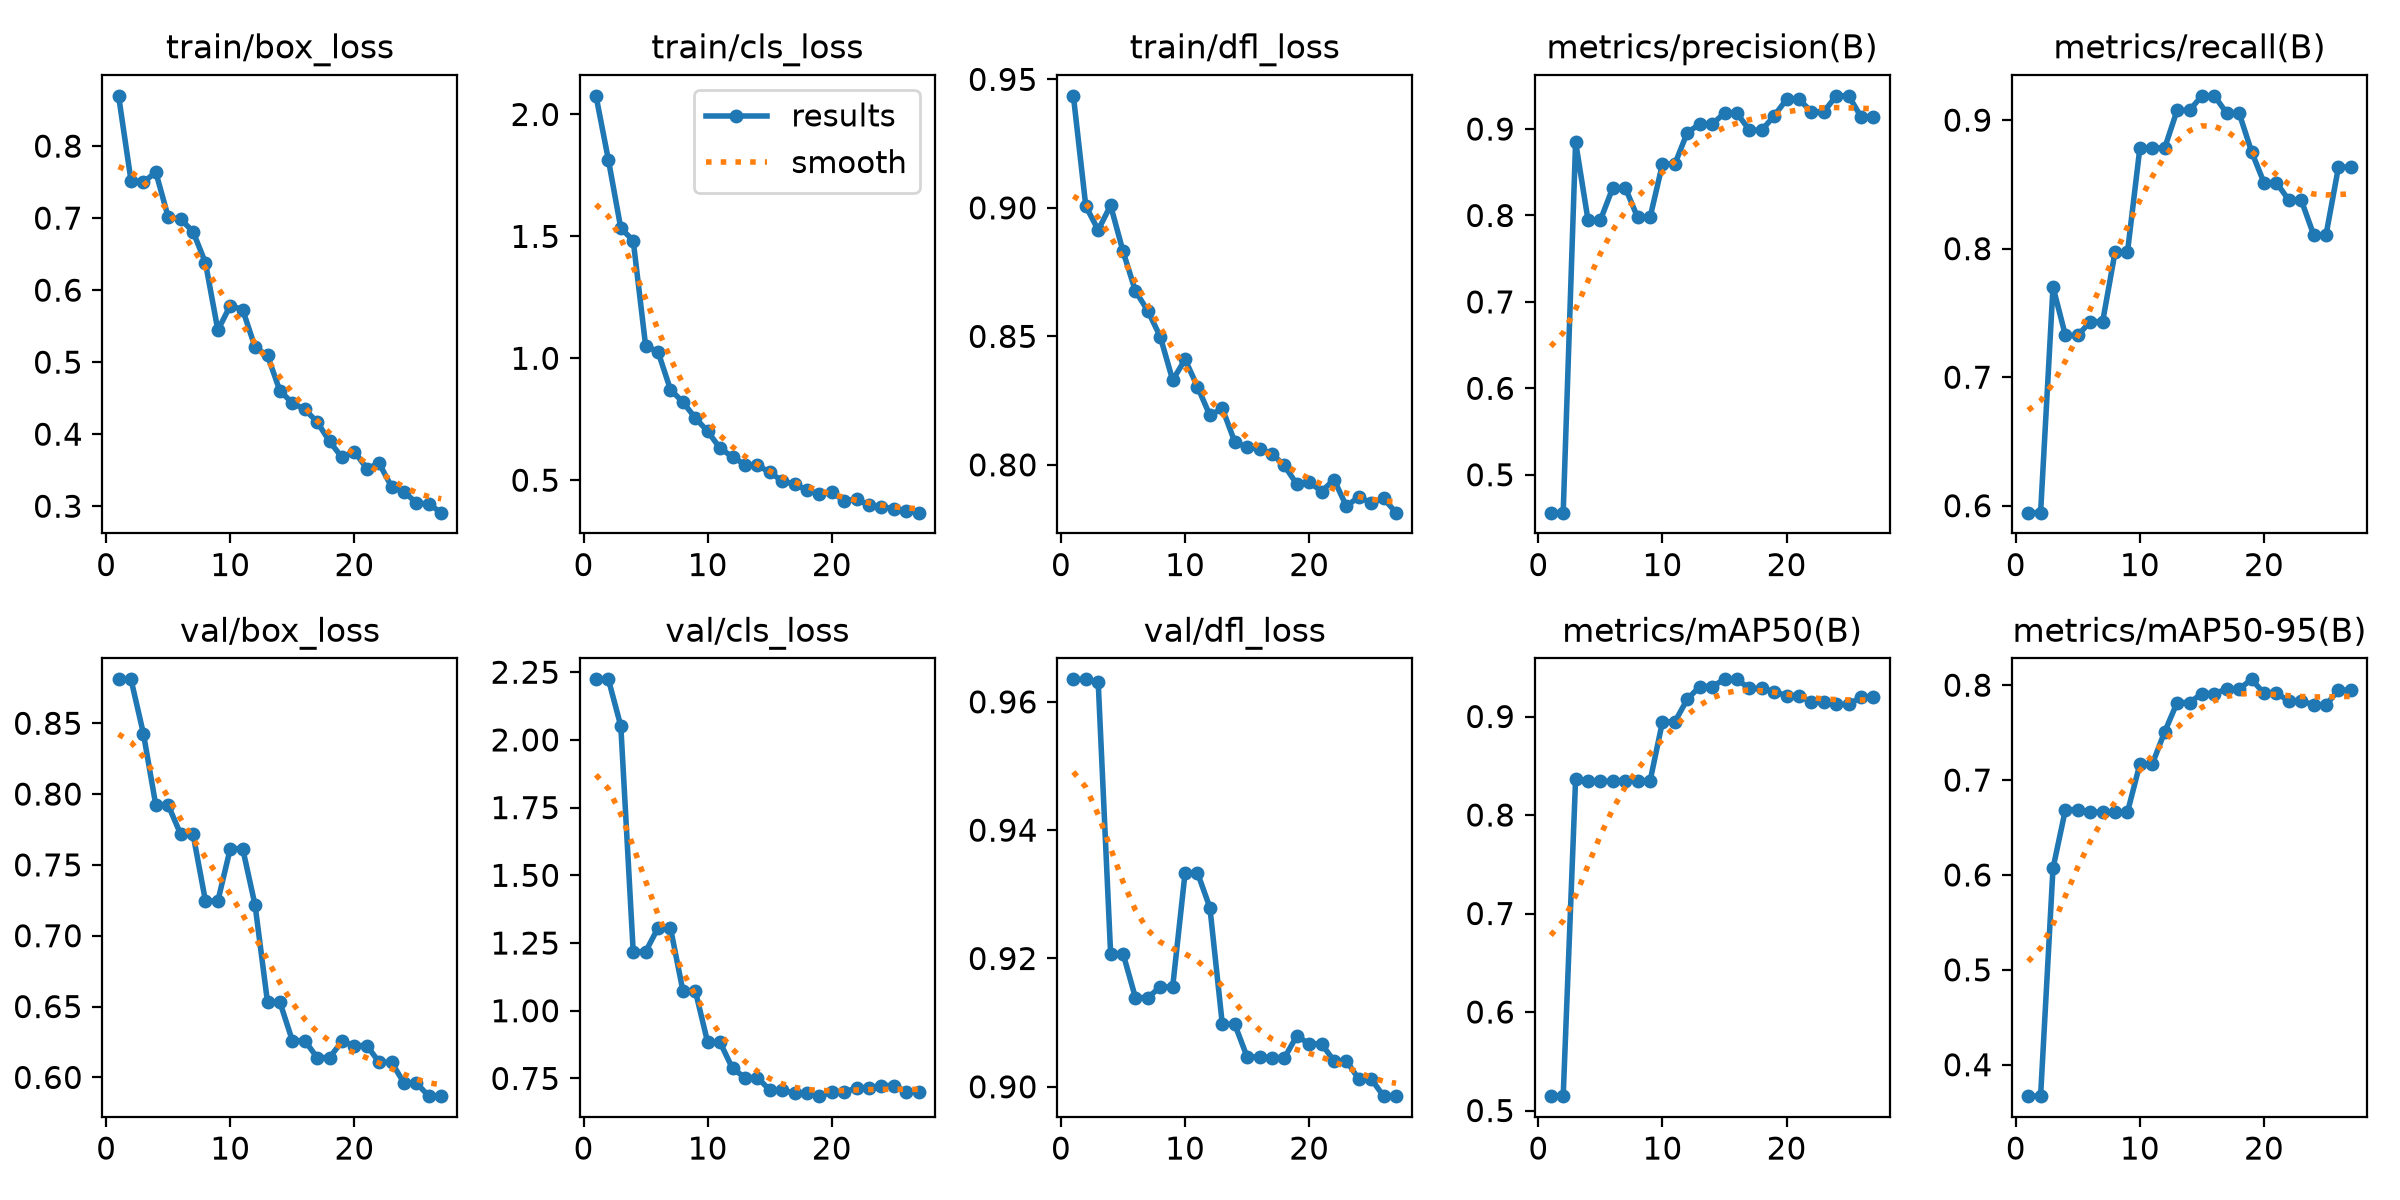 train/box_loss
0.8
0.7
0.6
0.5
0.4
0.3
0 10 20
train/cls_loss
results
smooth
2.0
1.5
1.0
0.5
0 10 20
train/dfl_loss
0.95
0.90
0.85
0.80
0 10 20
metrics/precision(B)
0.9
0.8
0.7
0.6
0.5
0 10 20
metrics/recall(B)
0.9
0.8
0.7
0.6
0 10 20
val/box_loss
0.85
0.80
0.75
0.70
0.65
0.60
0 10 20
val/cls_loss
2.25
2.00
1.75
1.50
1.25
1.00
0.75
0 10 20
val/dfl_loss
0.96
0.94
0.92
0.90
0 10 20
metrics/mAP50(B)
0.9
0.8
0.7
0.6
0.5
0 10 20
metrics/mAP50-95(B)
0.8
0.7
0.6
0.5
0.4
0 10 20